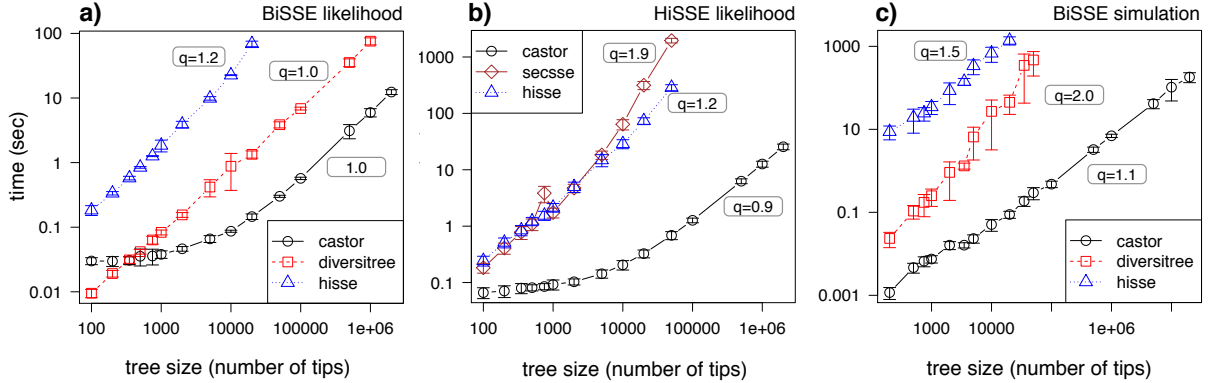 a) BiSSE likelihood
time (sec)
100
10
1
0.1
0.01
q=1.2
q=1.0
1.0
castor
diversitree
hisse
100 1000 10000 100000 1e+06
tree size (number of tips)
b) HiSSE likelihood
1000
100
10
1
0.1
castor
secsse
hisse
q=1.9
q=1.2
q=0.9
100 1000 10000 100000 1e+06
tree size (number of tips)
c) BiSSE simulation
1000
10
0.1
0.001
q=1.5
q=2.0
q=1.1
castor
diversitree
hisse
1000 10000 1e+06
tree size (number of tips)